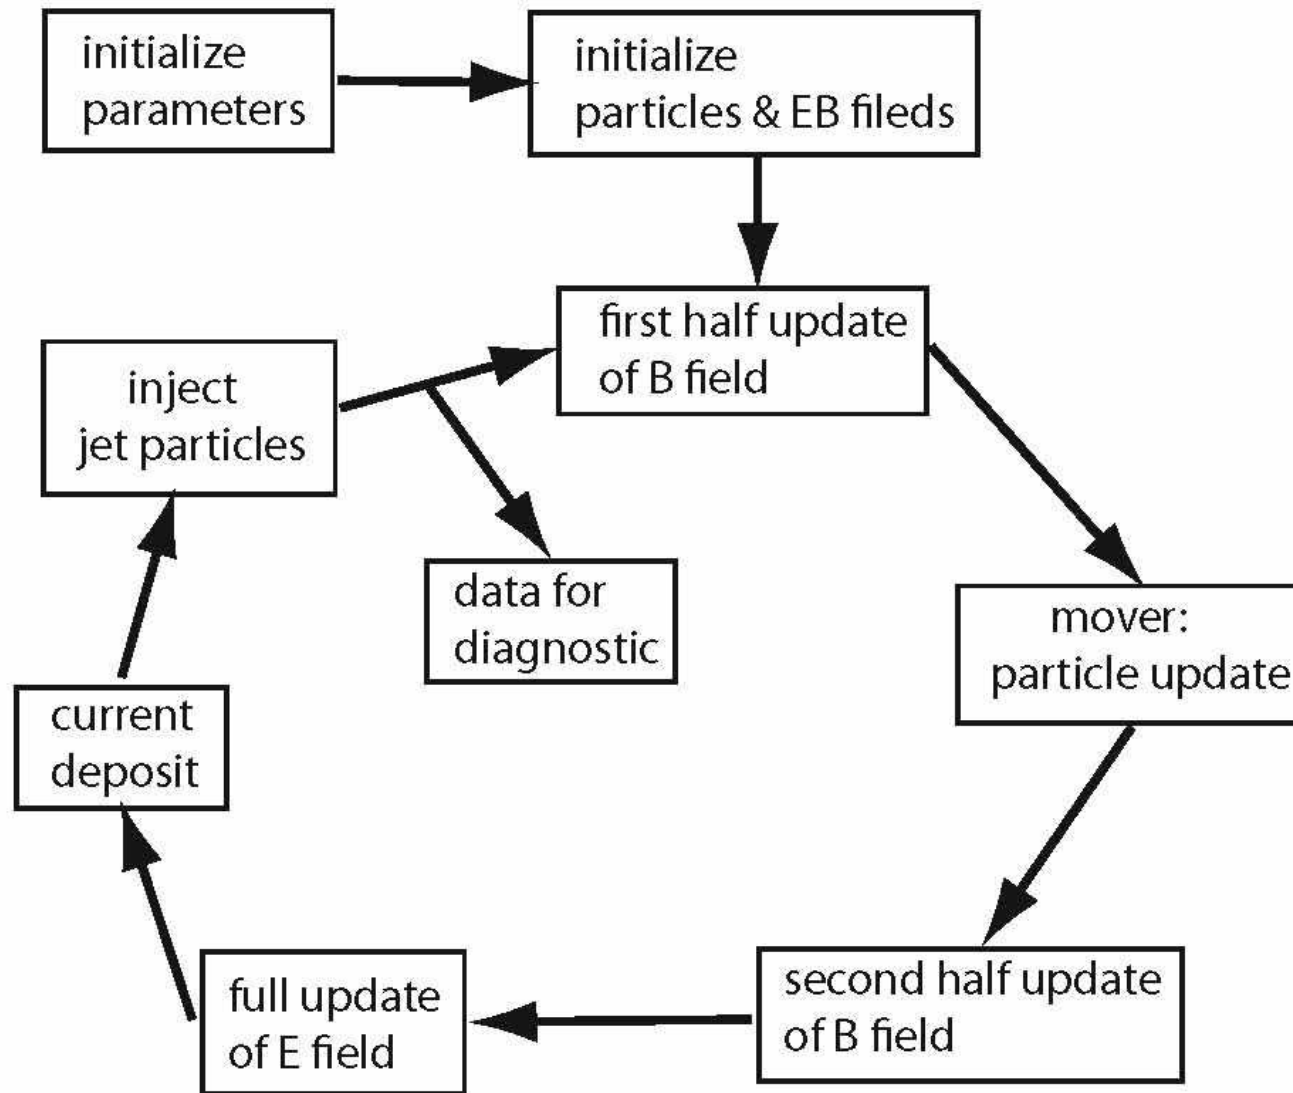 initialize
parameters
initialize
particles & EB fileds
first half update
of B field
inject
jet particles
data for
diagnostic
mover:
particle update
current
deposit
full update
of E field
second half update
of B field